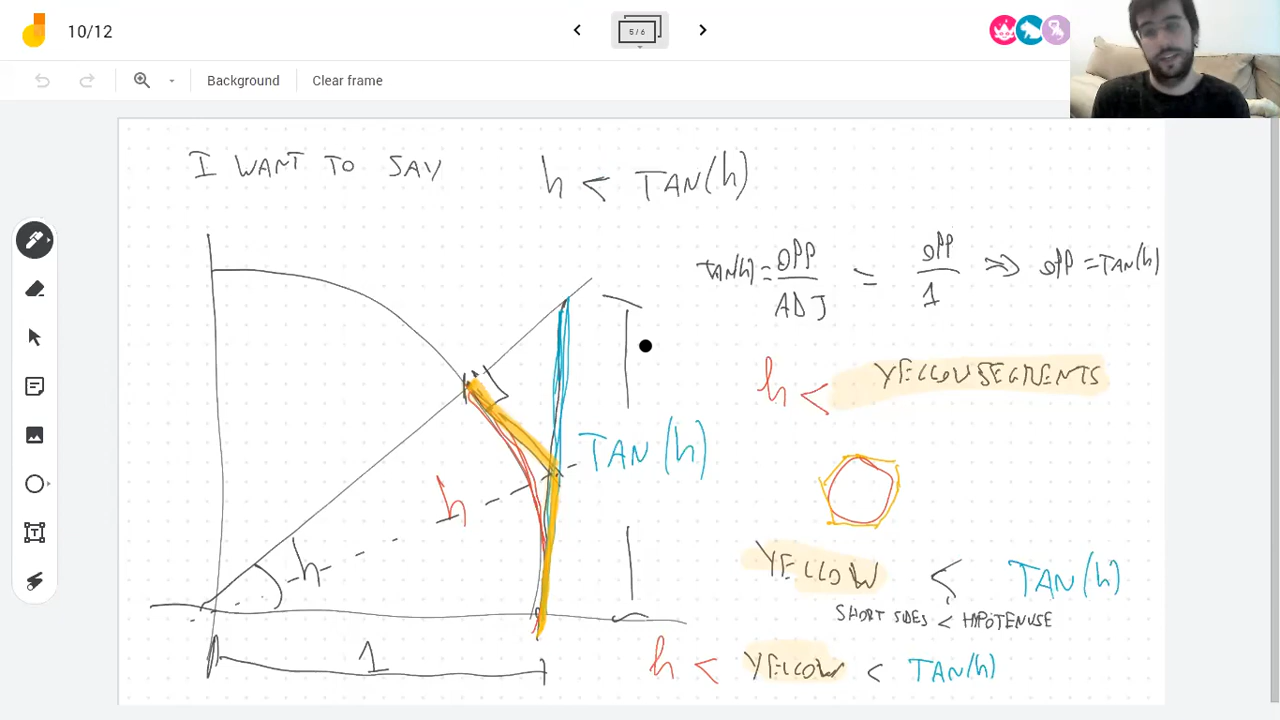 10/12
5 / 6
Background
Clear frame
I WANT TO SAY h < TAN(h)
TAN(h) = OPP/ADJ = OPP/1 => OPP = TAN(h)
h < YELLOW SEGMENTS
TAN(h)
h
h
YELLOW < TAN(h)
SHORT SIDES < HIPOTENUSE
1
h < YELLOW < TAN(h)